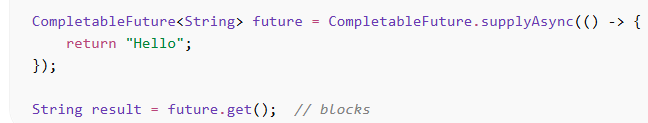 CompletableFuture<String> future = CompletableFuture.supplyAsync(() -> {
    return "Hello";
});

String result = future.get();  // blocks